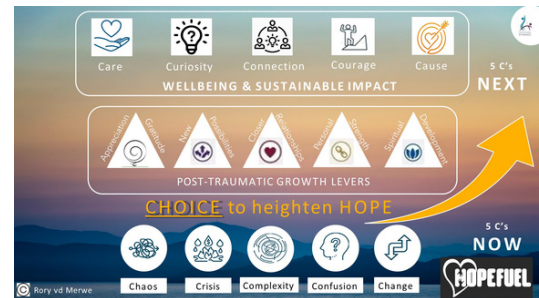 Care
Curiosity
Connection
Courage
Cause
WELLBEING & SUSTAINABLE IMPACT
5 C's
NEXT
Appreciation
Gratitude
New
Possibilities
Closer
Relationships
Personal
Strength
Spiritual
Development
POST-TRAUMATIC GROWTH LEVERS
CHOICE to heighten HOPE
5 C's
NOW
Chaos
Crisis
Complexity
Confusion
Change
HOPEFUEL
© Rory vd Merwe